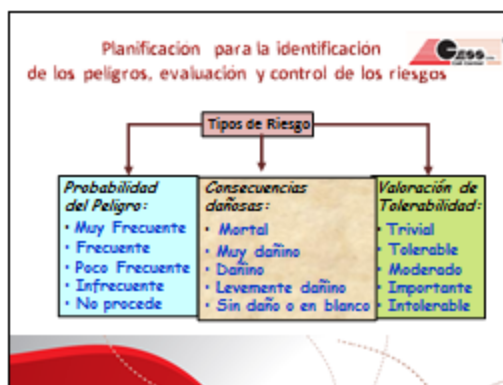 Planificación para la identificación
de los peligros, evaluación y control de los riesgos
Tipos de Riesgo
Probabilidad
del Peligro:
• Muy Frecuente
• Frecuente
• Poco Frecuente
• Infrecuente
• No procede
Consecuencias
dañosas:
• Mortal
• Muy dañino
• Dañino
• Levemente dañino
• Sin daño o en blanco
Valoración de
Tolerabilidad:
• Trivial
• Tolerable
• Moderado
• Importante
• Intolerable